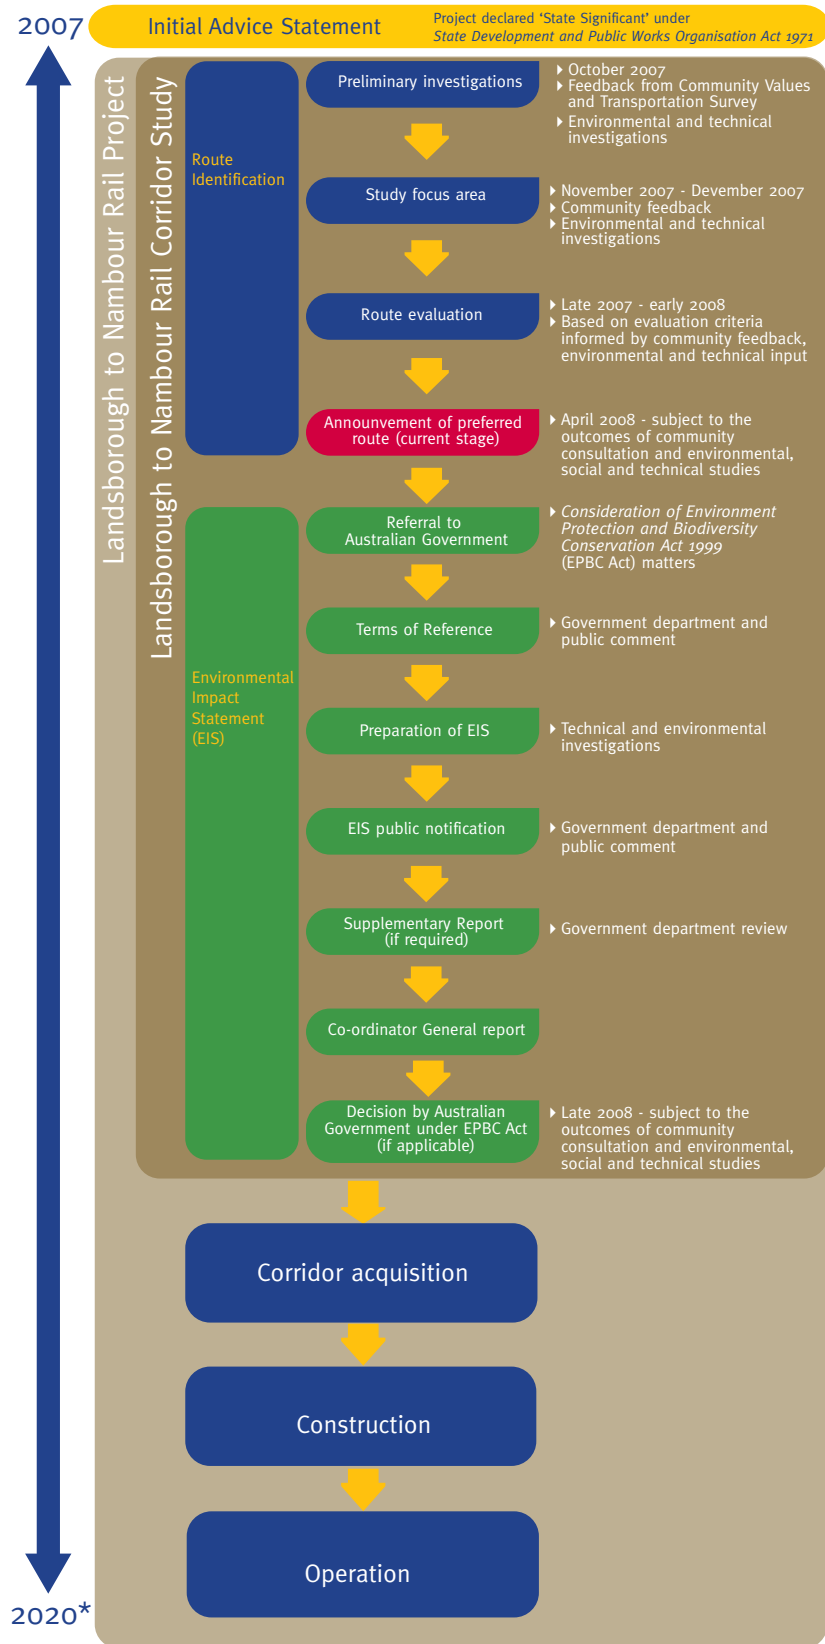 2007
Initial Advice Statement
Project declared ‘State Significant’ under
State Development and Public Works Organisation Act 1971
Landsborough to Nambour Rail Project
Landsborough to Nambour Rail Corridor Study
Route
Identification
Preliminary investigations
October 2007
Feedback from Community Values
and Transportation Survey
Environmental and technical
investigations
Study focus area
November 2007 - Devember 2007
Community feedback
Environmental and technical
investigations
Route evaluation
Late 2007 - early 2008
Based on evaluation criteria
informed by community feedback,
environmental and technical input
Announvement of preferred
route (current stage)
April 2008 - subject to the
outcomes of community
consultation and environmental,
social and technical studies
Environmental
Impact
Statement
(EIS)
Referral to
Australian Government
Consideration of Environment
Protection and Biodiversity
Conservation Act 1999
(EPBC Act) matters
Terms of Reference
Government department and
public comment
Preparation of EIS
Technical and environmental
investigations
EIS public notification
Government department and
public comment
Supplementary Report
(if required)
Government department review
Co-ordinator General report
Decision by Australian
Government under EPBC Act
(if applicable)
Late 2008 - subject to the
outcomes of community
consultation and environmental,
social and technical studies
Corridor acquisition
Construction
Operation
2020*